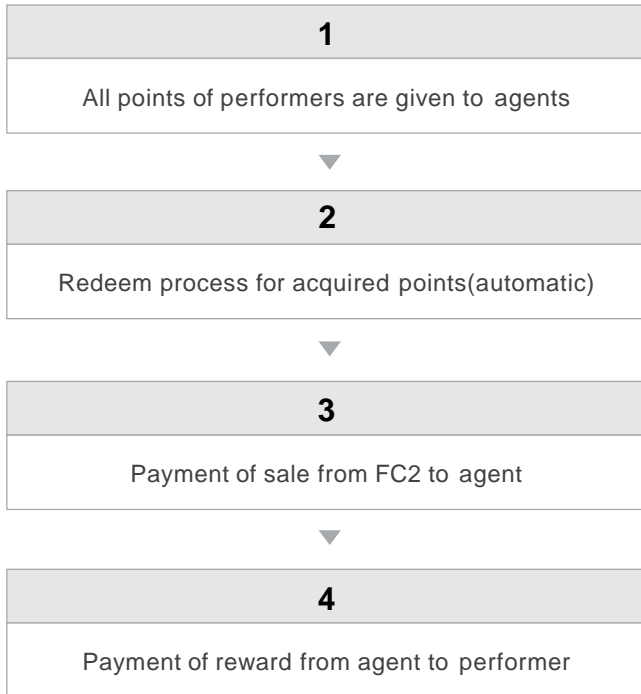 1
All points of performers are given to agents
2
Redeem process for acquired points(automatic)
3
Payment of sale from FC2 to agent
4
Payment of reward from agent to performer